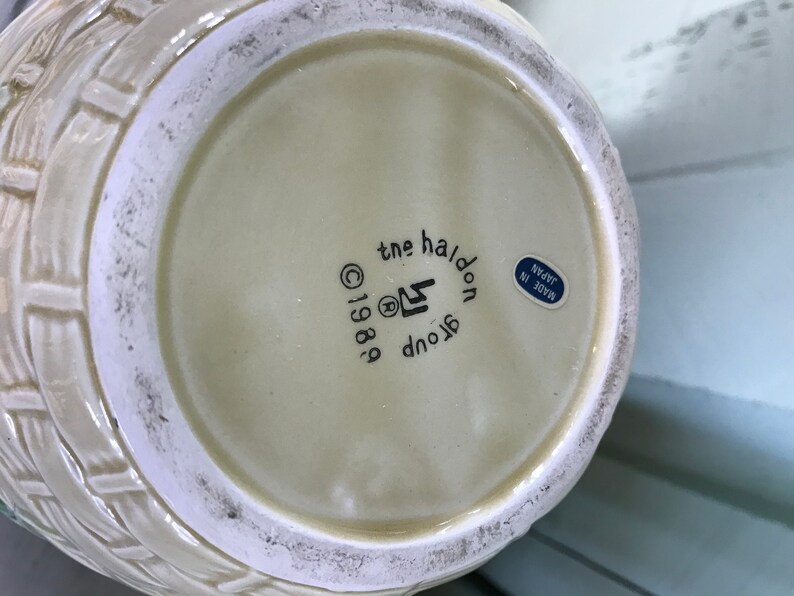 the haldon group
®
© 1989
MADE IN
JAPAN